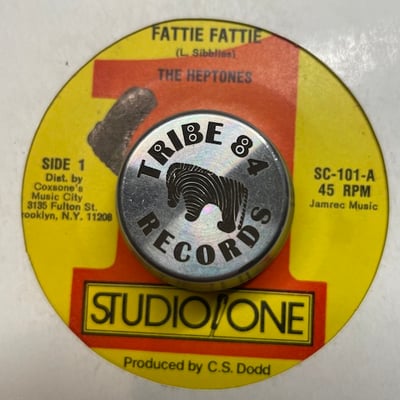 FATTIE FATTIE
(L. Sibblies)
THE HEPTONES
SIDE 1
Dist. by
Coxsone's
Music City
3135 Fulton St.
rooklyn, N.Y. 11208
TRIBE 84
RECORDS
SC-101-A
45 RPM
Jamrec Music
STUDIO ONE
Produced by C.S. Dodd